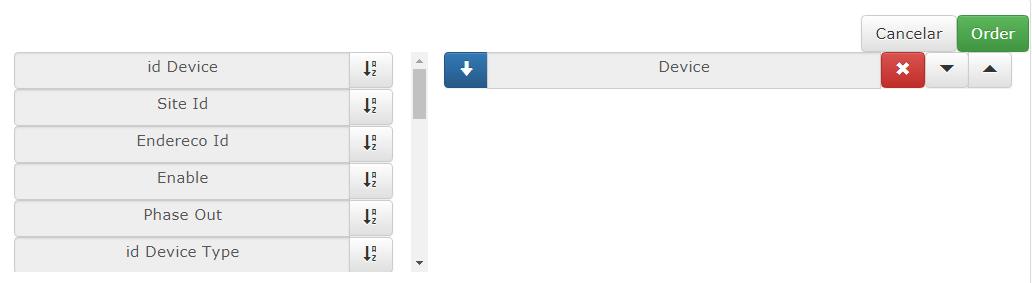 Cancelar Order
id Device
Device
Site Id
Endereco Id
Enable
Phase Out
id Device Type